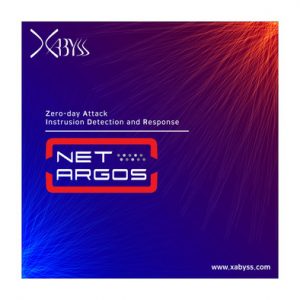 XABYSS
Zero-day Attack
Instrusion Detection and Response
NET
ARGOS
www.xabyss.com